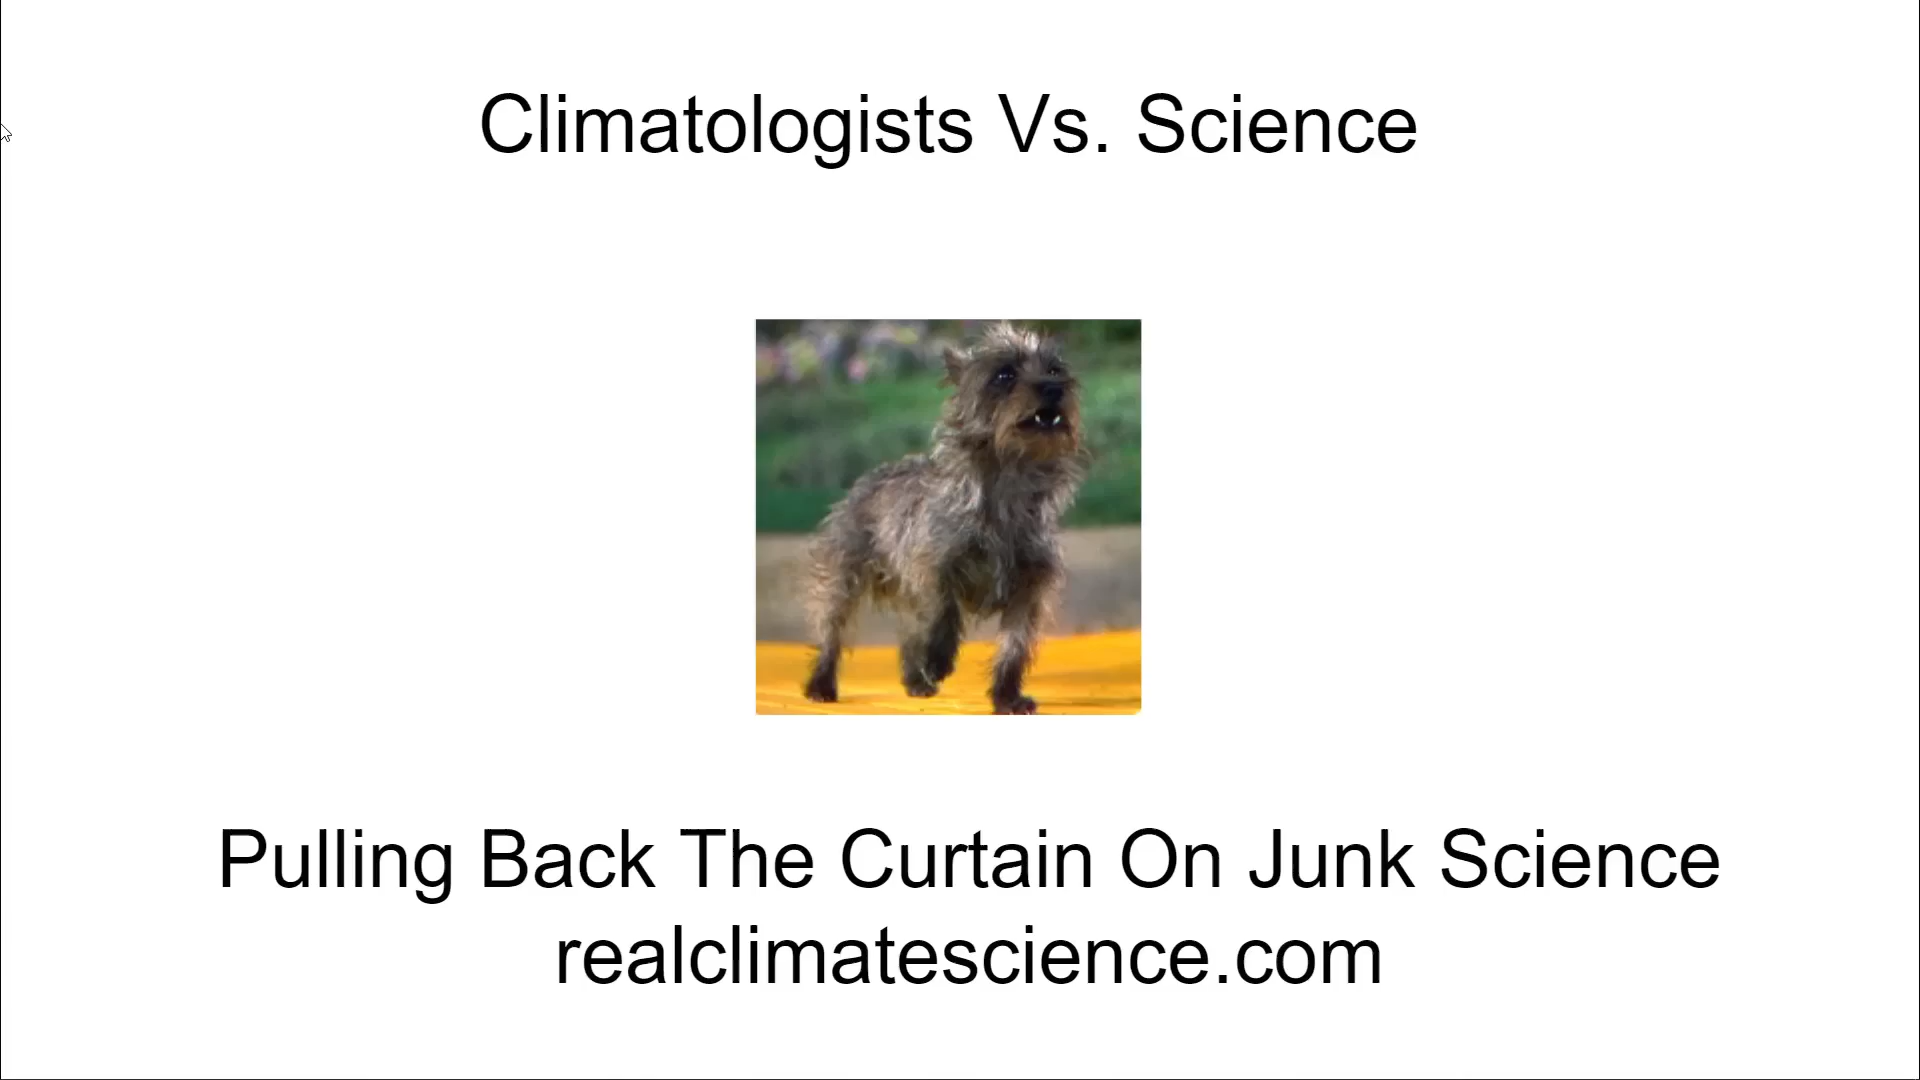 Climatologists Vs. Science
Pulling Back The Curtain On Junk Science
realclimatescience.com